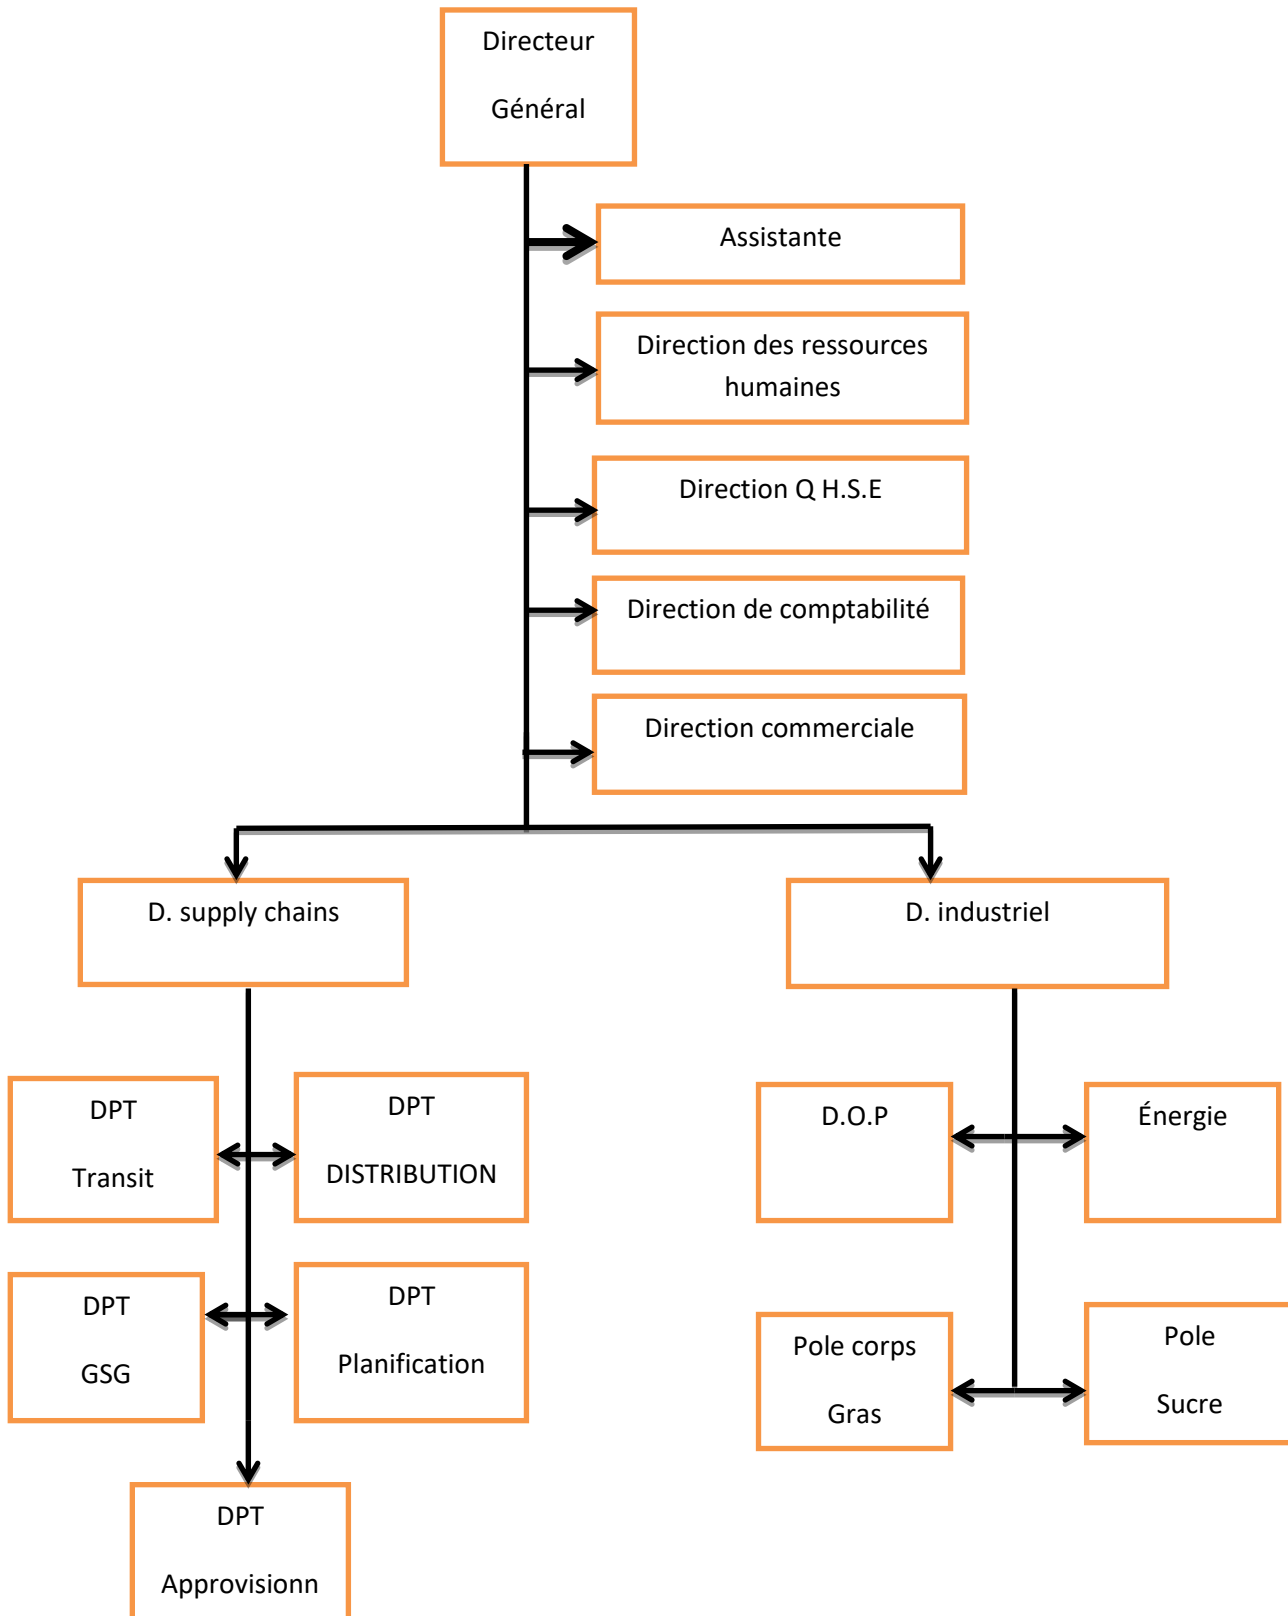 Directeur
Général
Assistante
Direction des ressources
humaines
Direction Q H.S.E
Direction de comptabilité
Direction commerciale
D. supply chains
D. industriel
DPT
Transit
DPT
DISTRIBUTION
D.O.P
Énergie
DPT
GSG
DPT
Planification
Pole corps
Gras
Pole
Sucre
DPT
Approvisionn